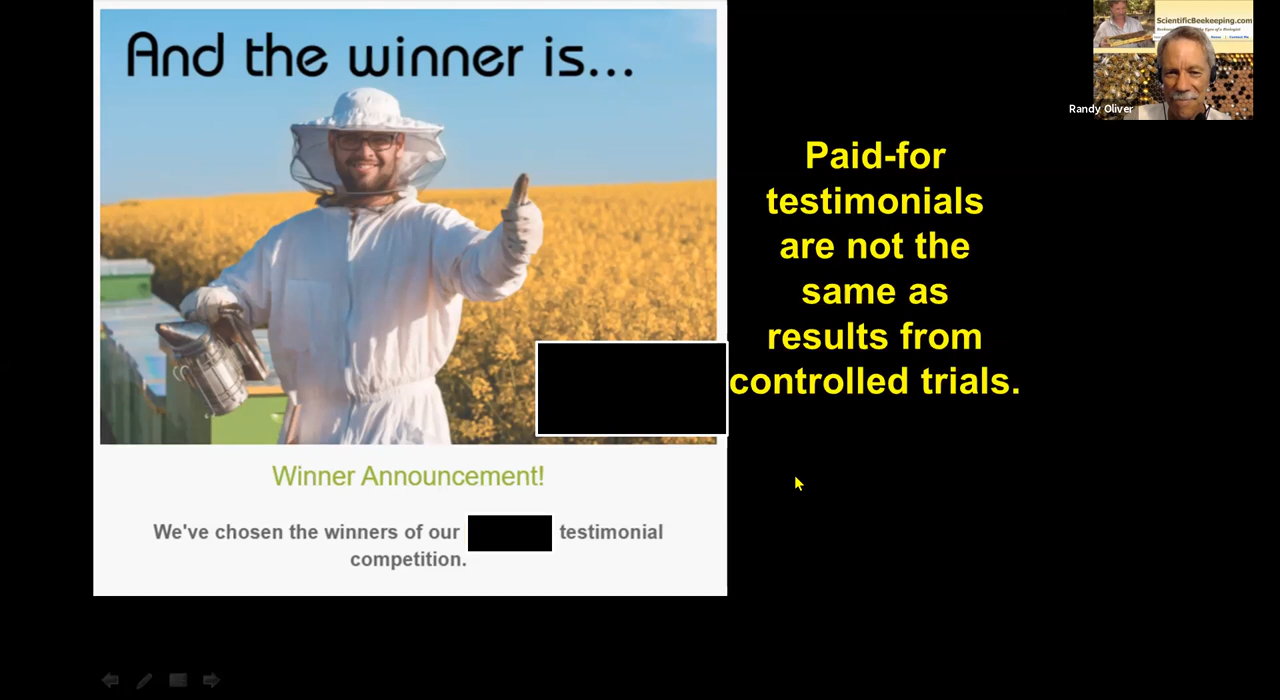 And the winner is...
Winner Announcement!
We've chosen the winners of our testimonial
competition.
Paid-for
testimonials
are not the
same as
results from
controlled trials.
ScientificBeekeeping.com
Randy Oliver